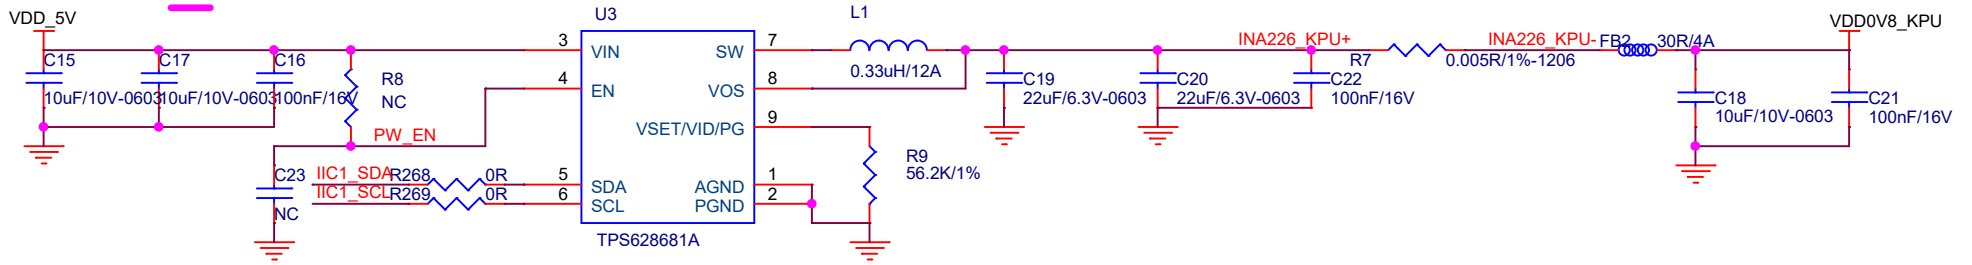 VDD_5V
U3
L1
VDD0V8_KPU
3
VIN
SW
7
INA226_KPU+
INA226_KPU-
FB2
30R/4A
C15
C17
C16
R8
R7
0.33uH/12A
0.005R/1%-1206
4
EN
VOS
8
C19
C20
C22
10uF/10V-0603
10uF/10V-0603
100nF/16V
NC
22uF/6.3V-0603
22uF/6.3V-0603
100nF/16V
C18
C21
10uF/10V-0603
100nF/16V
VSET/VID/PG
9
PW_EN
R9
56.2K/1%
C23
NC
IIC1_SDA
R268
0R
5
SDA
AGND
1
IIC1_SCL
R269
0R
6
SCL
PGND
2
TPS628681A